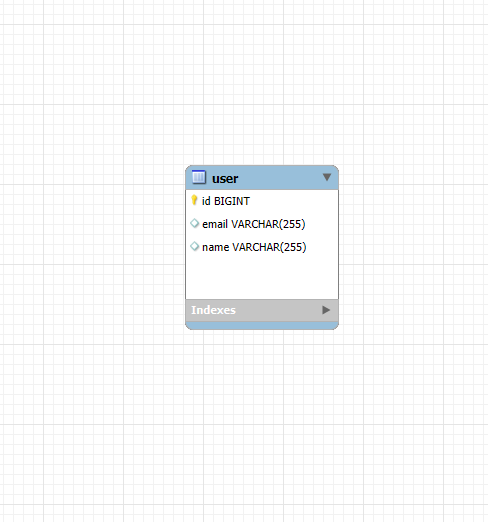 user
id BIGINT
email VARCHAR(255)
name VARCHAR(255)
Indexes